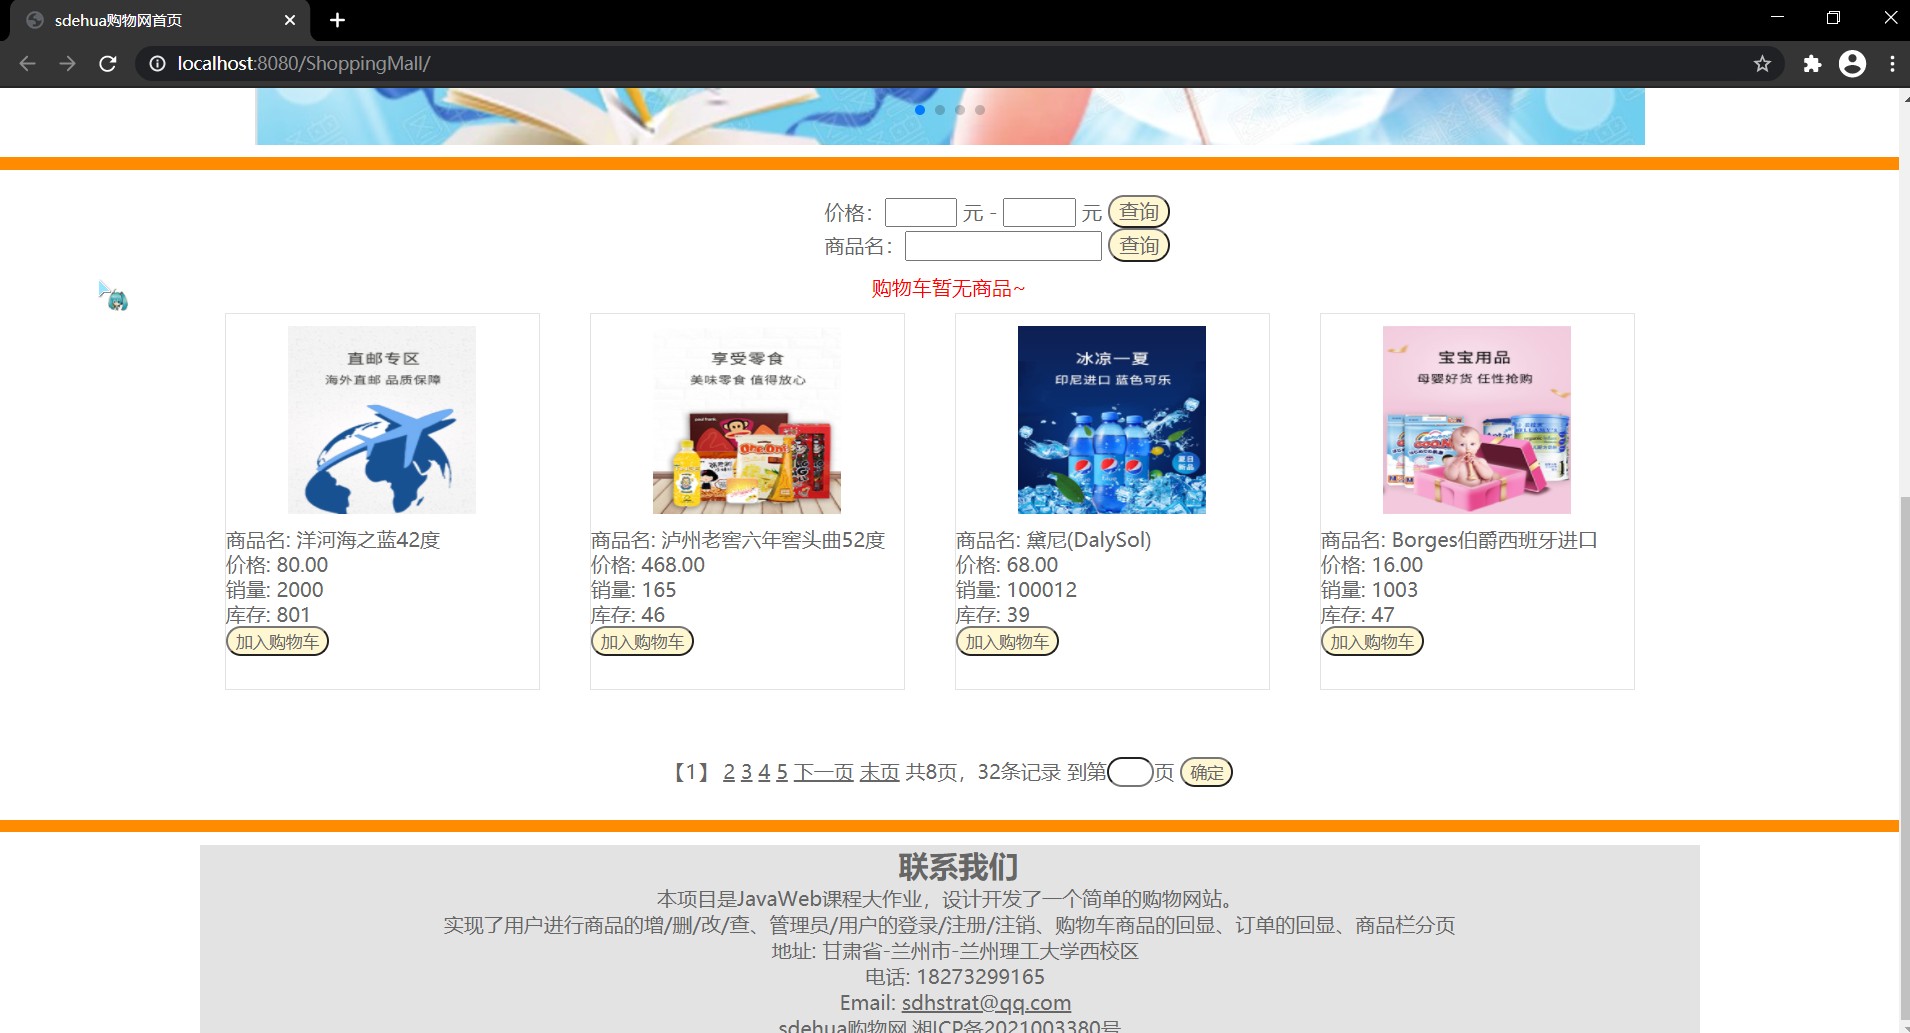 sdehua购物网首页
localhost:8080/ShoppingMall/
价格： 元 - 元 查询
商品名： 查询
购物车暂无商品~
直邮专区
海外直邮 品质保障
享受零食
美味零食 值得放心
冰凉一夏
印尼进口 蓝色可乐
夏日
新品
宝宝用品
母婴好货 任性抢购
商品名: 洋河海之蓝42度
价格: 80.00
销量: 2000
库存: 801
加入购物车
商品名: 泸州老窖六年窖头曲52度
价格: 468.00
销量: 165
库存: 46
加入购物车
商品名: 黛尼(DalySol)
价格: 68.00
销量: 100012
库存: 39
加入购物车
商品名: Borges伯爵西班牙进口
价格: 16.00
销量: 1003
库存: 47
加入购物车
【1】 2 3 4 5 下一页 末页 共8页，32条记录 到第 页 确定
联系我们
本项目是JavaWeb课程大作业，设计开发了一个简单的购物网站。
实现了用户进行商品的增/删/改/查、管理员/用户的登录/注册/注销、购物车商品的回显、订单的回显、商品栏分页
地址: 甘肃省-兰州市-兰州理工大学西校区
电话: 18273299165
Email: sdhstrat@qq.com
sdehua购物网 湘ICP备2021003380号